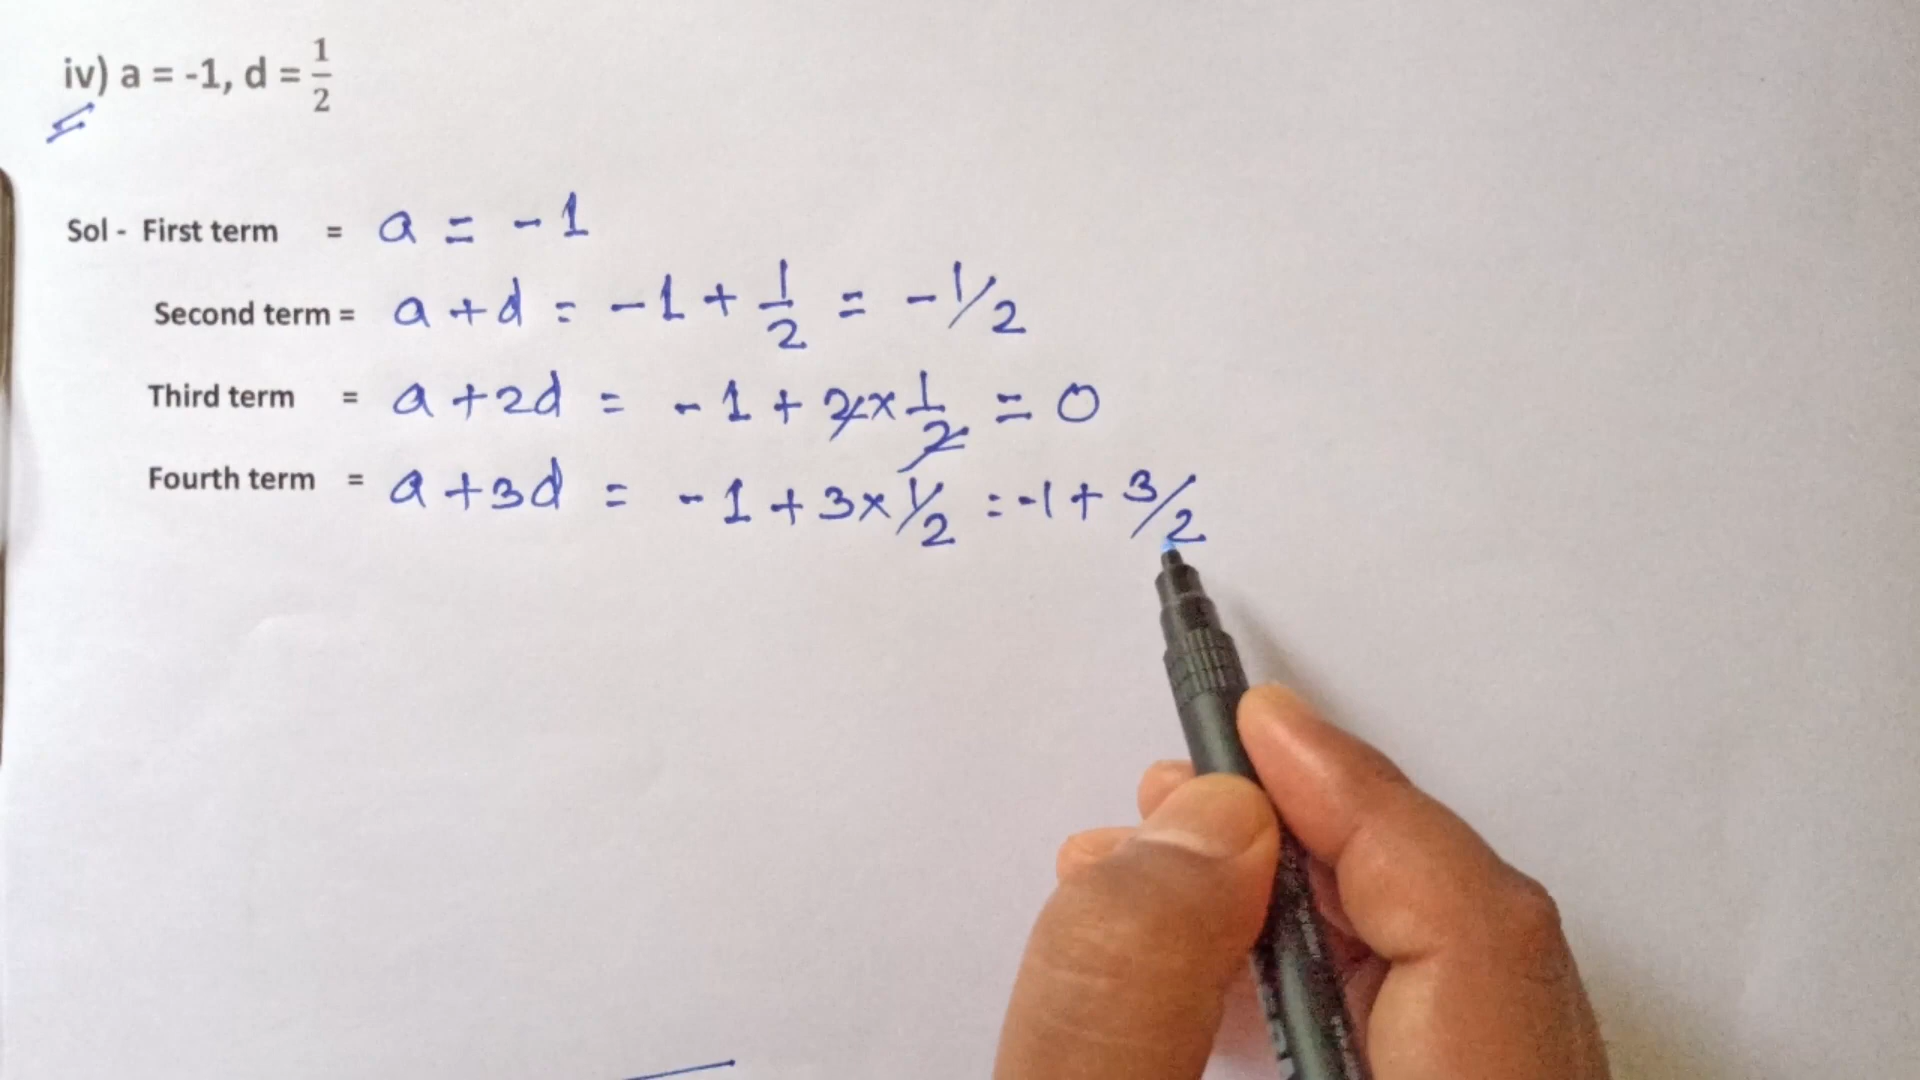 iv) a = -1, d = 1/2
Sol - First term = a = -1
Second term = a + d = -1 + 1/2 = -1/2
Third term = a + 2d = -1 + 2 × 1/2 = 0
Fourth term = a + 3d = -1 + 3 × 1/2 = -1 + 3/2